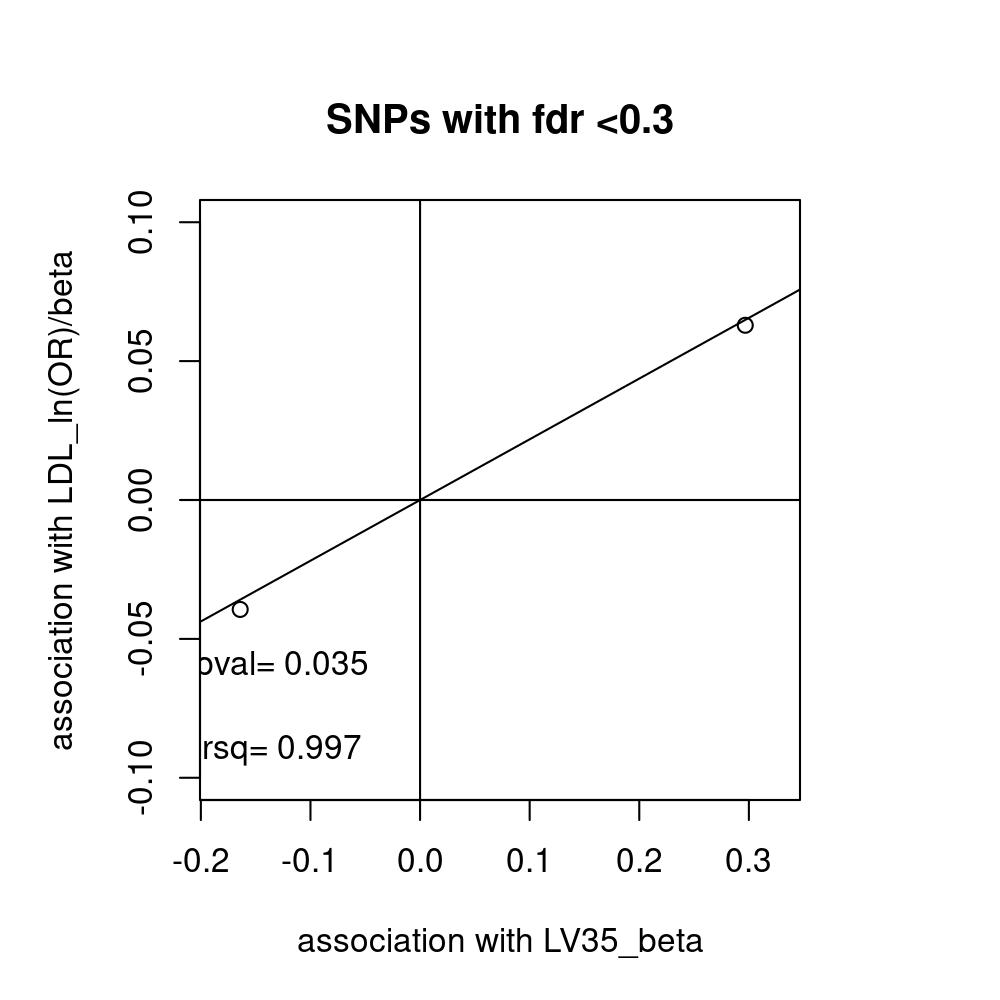 SNPs with fdr <0.3
association with LDL_ln(OR)/beta
0.10
0.05
0.00
-0.05
-0.10
pval= 0.035
rsq= 0.997
-0.2 -0.1 0.0 0.1 0.2 0.3
association with LV35_beta